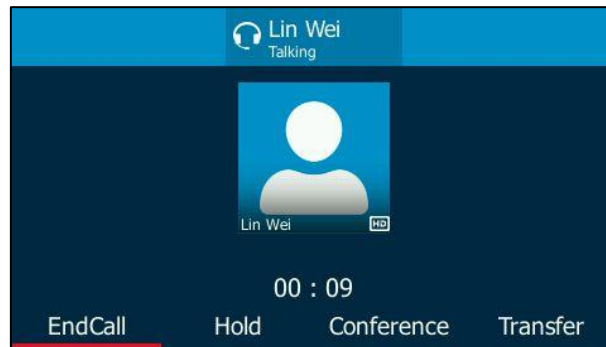 Lin Wei
Talking
Lin Wei HD
00 : 09
EndCall Hold Conference Transfer